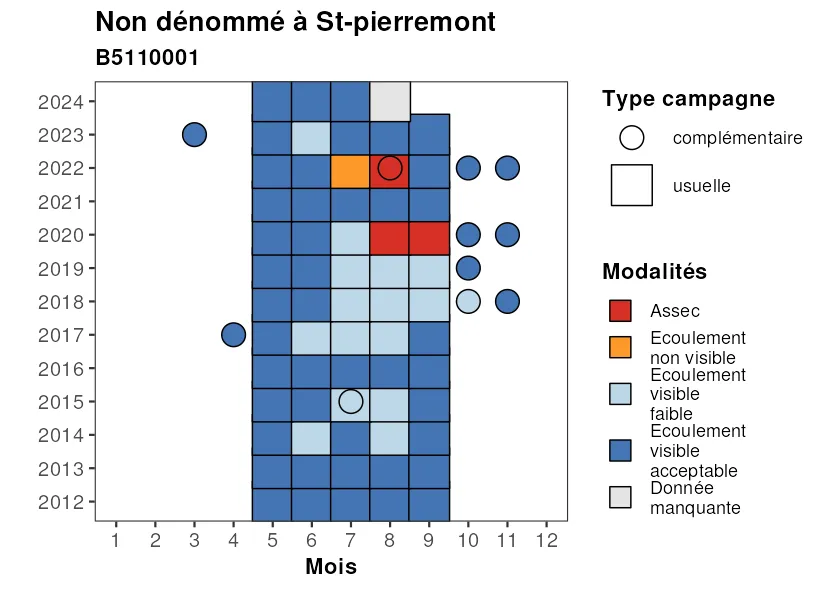 Non dénommé à St-pierremont
B5110001
2024
2023
2022
2021
2020
2019
2018
2017
2016
2015
2014
2013
2012
1 2 3 4 5 6 7 8 9 10 11 12
Mois
Type campagne
complémentaire
usuelle
Modalités
Assec
Ecoulement
non visible
Ecoulement
visible
faible
Ecoulement
visible
acceptable
Donnée
manquante